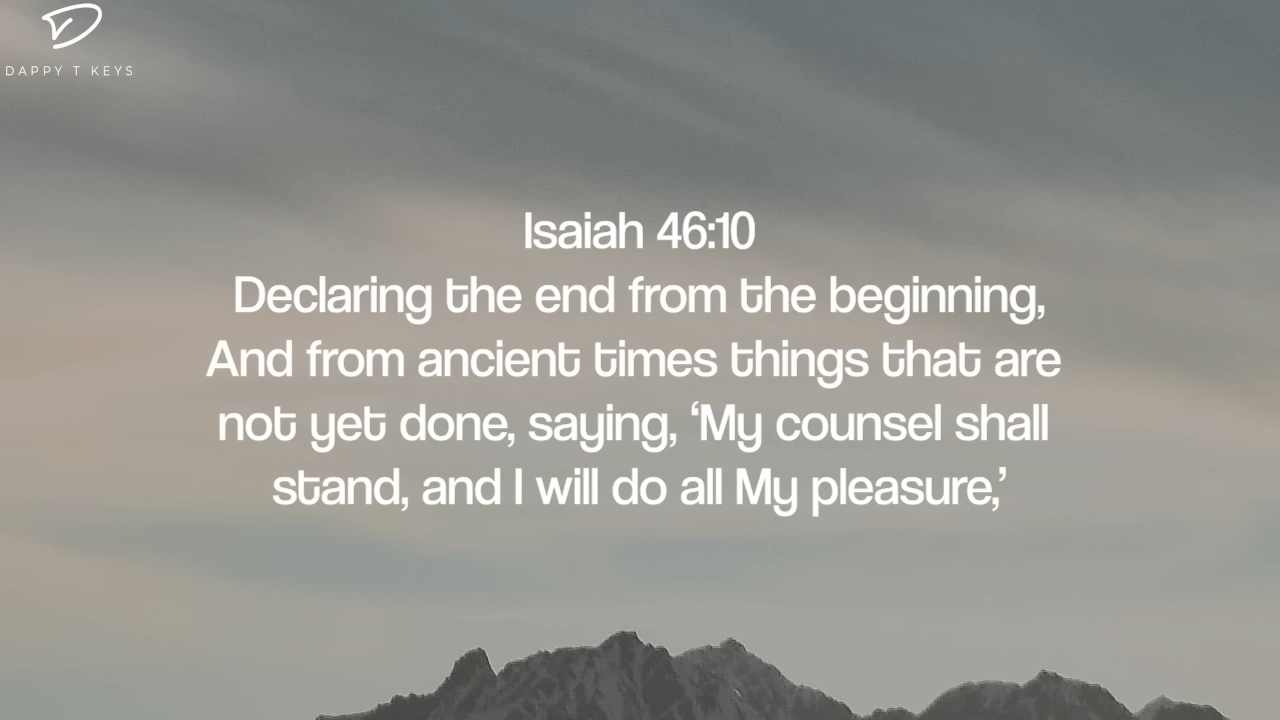 DAPPY T KEYS
Isaiah 46:10
Declaring the end from the beginning,
And from ancient times things that are
not yet done, saying, ‘My counsel shall
stand, and I will do all My pleasure,’